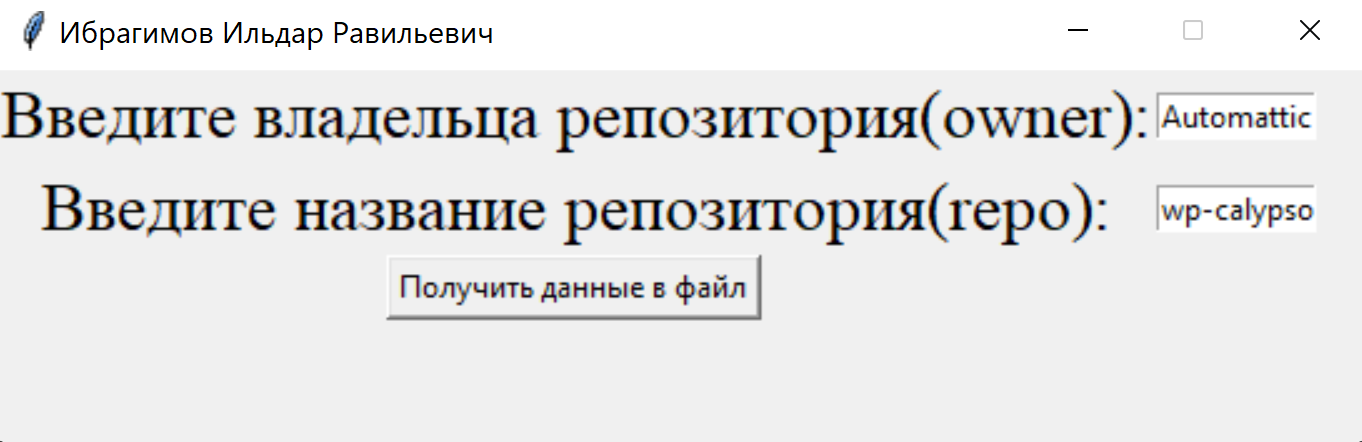 Ибрагимов Ильдар Равильевич
Введите владельца репозитория(owner): Automattic
Введите название репозитория(repo): wp-calypso
Получить данные в файл